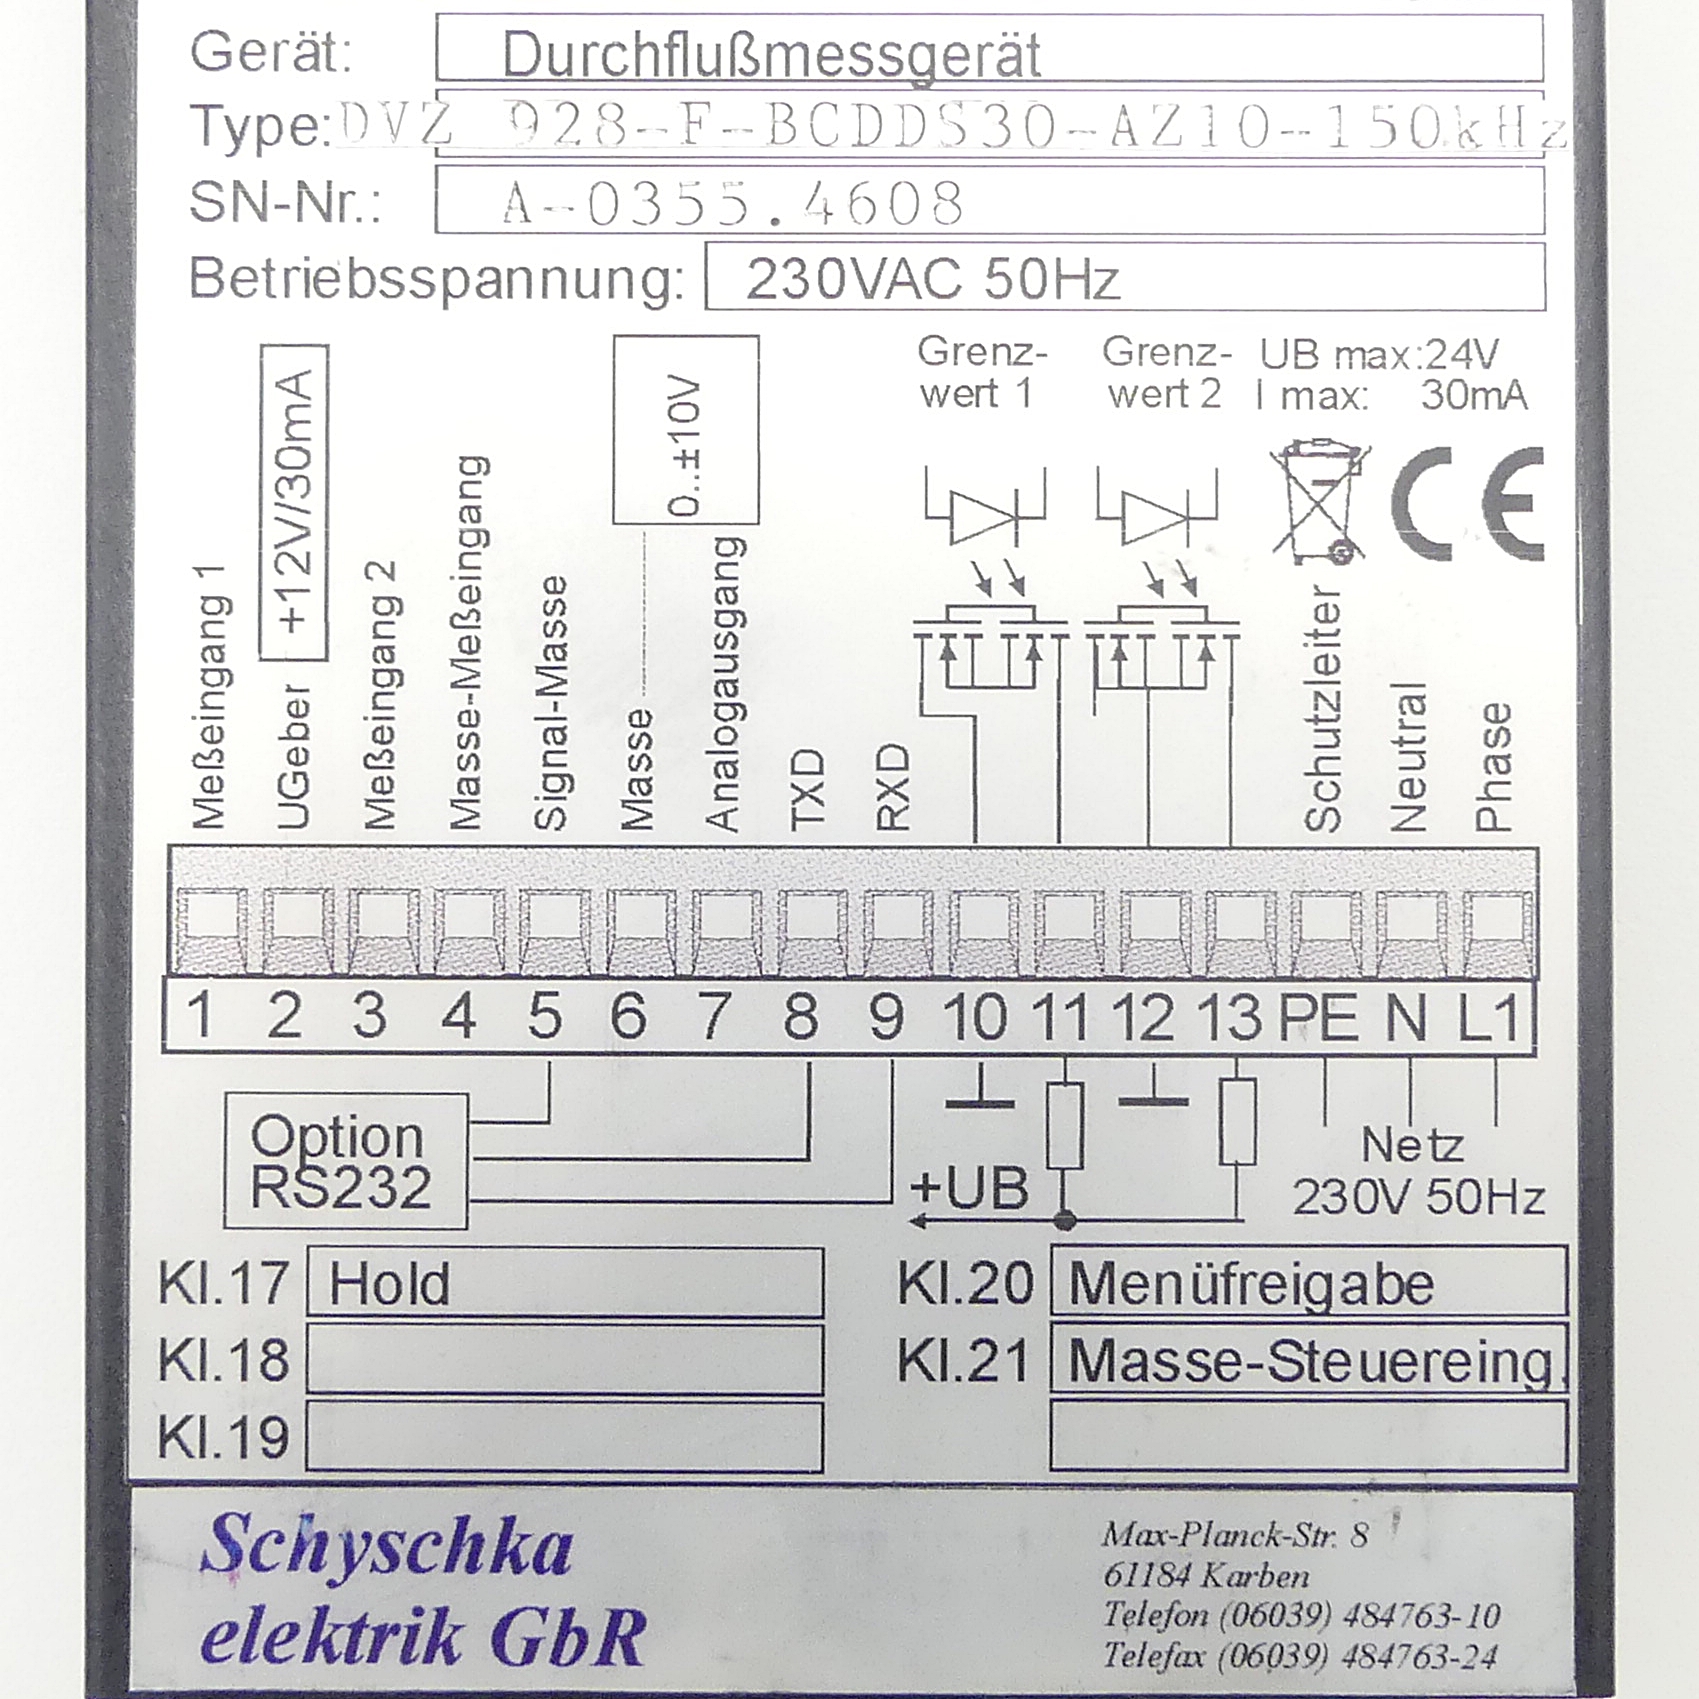 Gerät: Durchflußmessgerät
Type: DVZ 928-F-BCDDS30-AZ10-150kHz
SN-Nr.: A-0355.4608
Betriebsspannung: 230VAC 50Hz
Grenz-
wert 1
Grenz-
wert 2
UB max:24V
I max: 30mA
CE
Meßeingang 1
UGeber +12V/30mA
Meßeingang 2
Masse-Meßeingang
Signal-Masse
Masse
Analogausgang
0..±10V
TXD
RXD
Schutzleiter
Neutral
Phase
1 2 3 4 5 6 7 8 9 10 11 12 13 PE N L1
Option
RS232
+UB
Netz
230V 50Hz
Kl.17 Hold
Kl.18
Kl.19
Kl.20 Menüfreigabe
Kl.21 Masse-Steuereing.
Schyschka
elektrik GbR
Max-Planck-Str. 8
61184 Karben
Telefon (06039) 484763-10
Telefax (06039) 484763-24